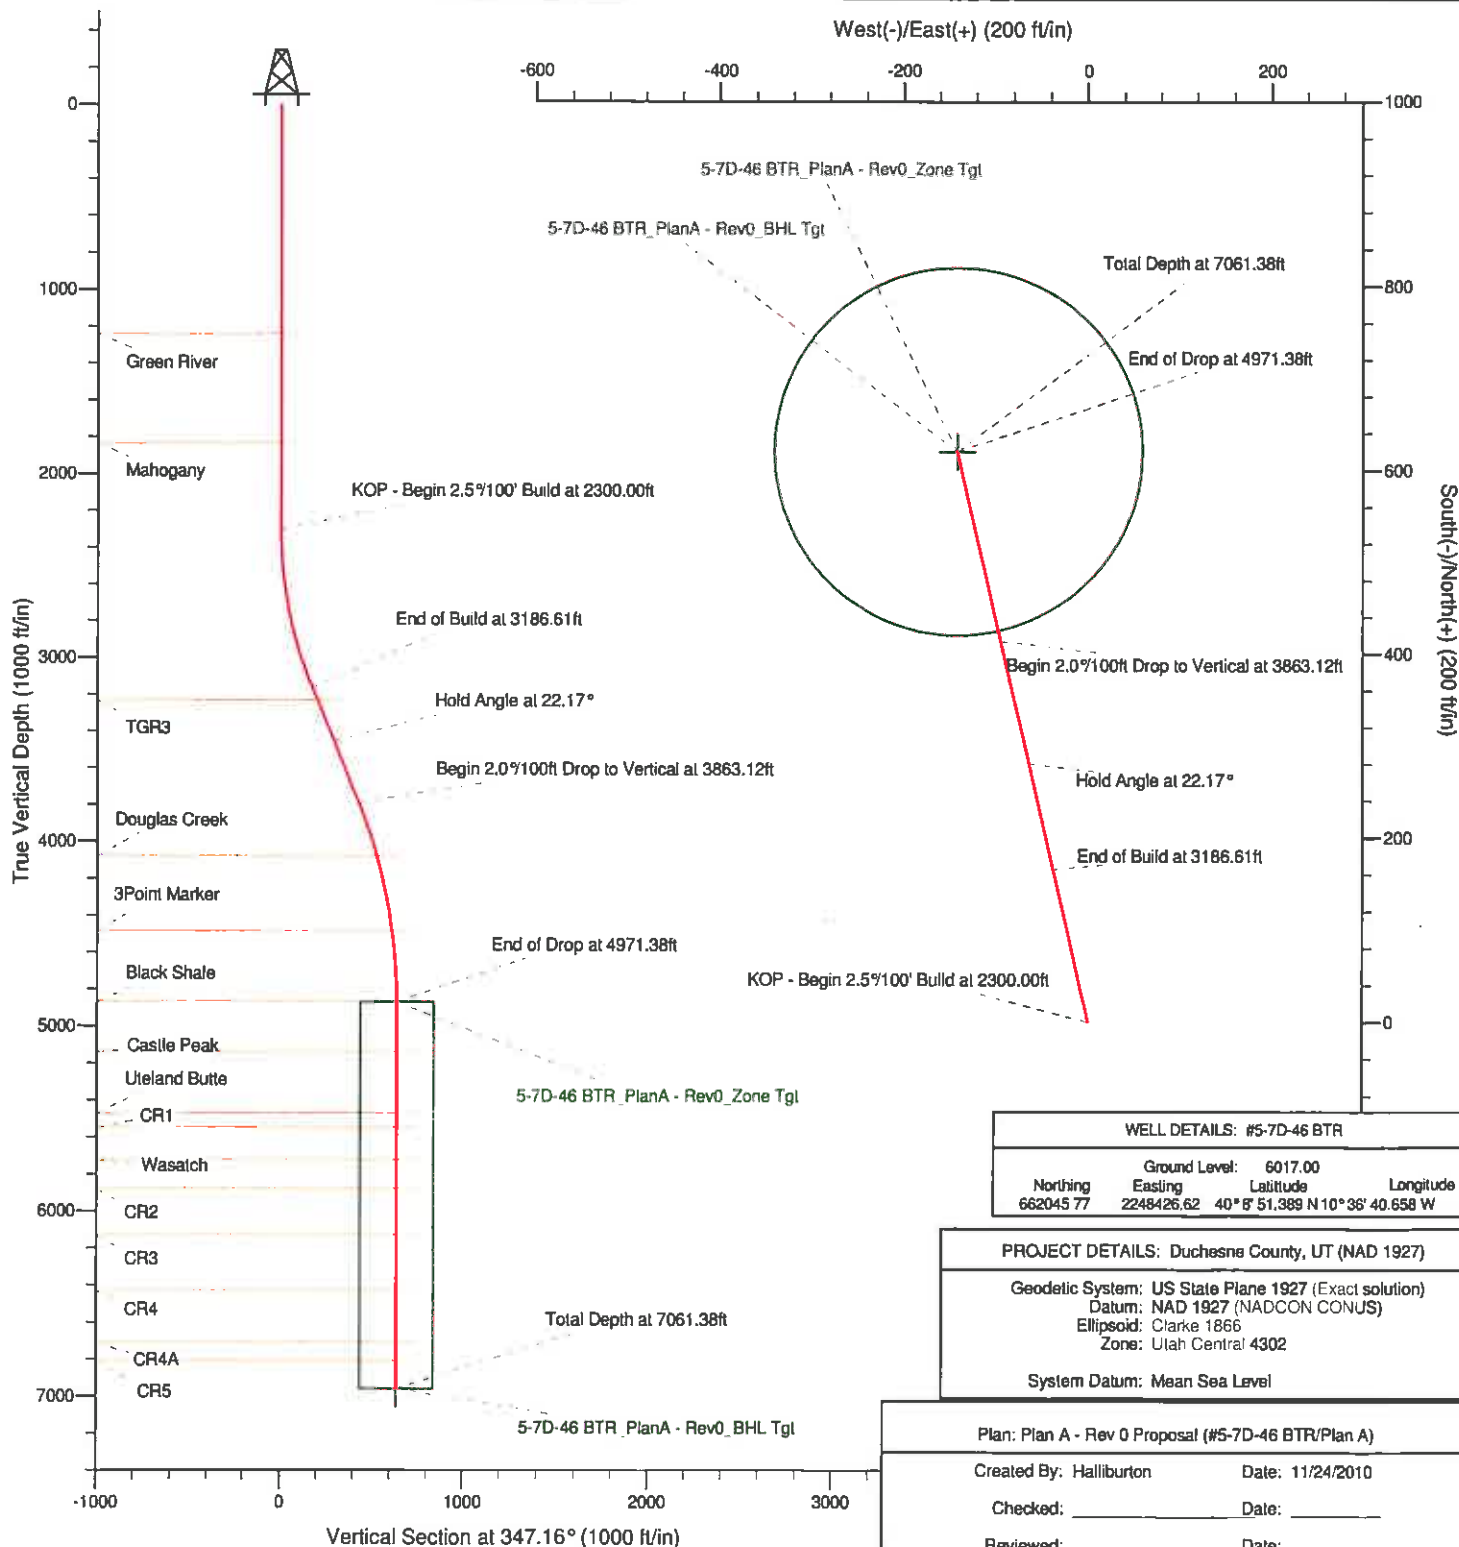 West(-)/East(+) (200 ft/in)
-600 -400 -200 0 200
0
1000
2000
3000
4000
5000
6000
7000
True Vertical Depth (1000 ft/in)
Green River
Mahogany
TGR3
Douglas Creek
3Point Marker
Black Shale
Castle Peak
Uteland Butte
CR1
Wasatch
CR2
CR3
CR4
CR4A
CR5
KOP - Begin 2.5º/100' Build at 2300.00ft
End of Build at 3186.61ft
Hold Angle at 22.17°
Begin 2.0º/100ft Drop to Vertical at 3863.12ft
End of Drop at 4971.38ft
5-7D-46 BTR_PlanA - Rev0_Zone Tgt
Total Depth at 7061.38ft
5-7D-46 BTR_PlanA - Rev0_BHL Tgt
-1000 0 1000 2000 3000
Vertical Section at 347.16° (1000 ft/in)
5-7D-46 BTR_PlanA - Rev0_Zone Tgt
5-7D-46 BTR_PlanA - Rev0_BHL Tgt
Total Depth at 7061.38ft
End of Drop at 4971.38ft
Begin 2.0º/100ft Drop to Vertical at 3863.12ft
Hold Angle at 22.17°
End of Build at 3186.61ft
KOP - Begin 2.5º/100' Build at 2300.00ft
1000
800
600
400
200
0
South(-)/North(+) (200 ft/in)
WELL DETAILS: #5-7D-46 BTR
Ground Level: 6017.00
Northing Easting Latitude Longitude
662045.77 2248426.62 51.389 N 10° 36' 40.658 W
PROJECT DETAILS: Duchesne County, UT (NAD 1927)
Geodetic System: US State Plane 1927 (Exact solution)
Datum: NAD 1927 (NADCON CONUS)
Ellipsoid: Clarke 1866
Zone: Utah Central 4302
System Datum: Mean Sea Level
Plan: Plan A - Rev 0 Proposal (#5-7D-46 BTR/Plan A)
Created By: Halliburton Date: 11/24/2010
Checked: Date:
Reviewed: Date: